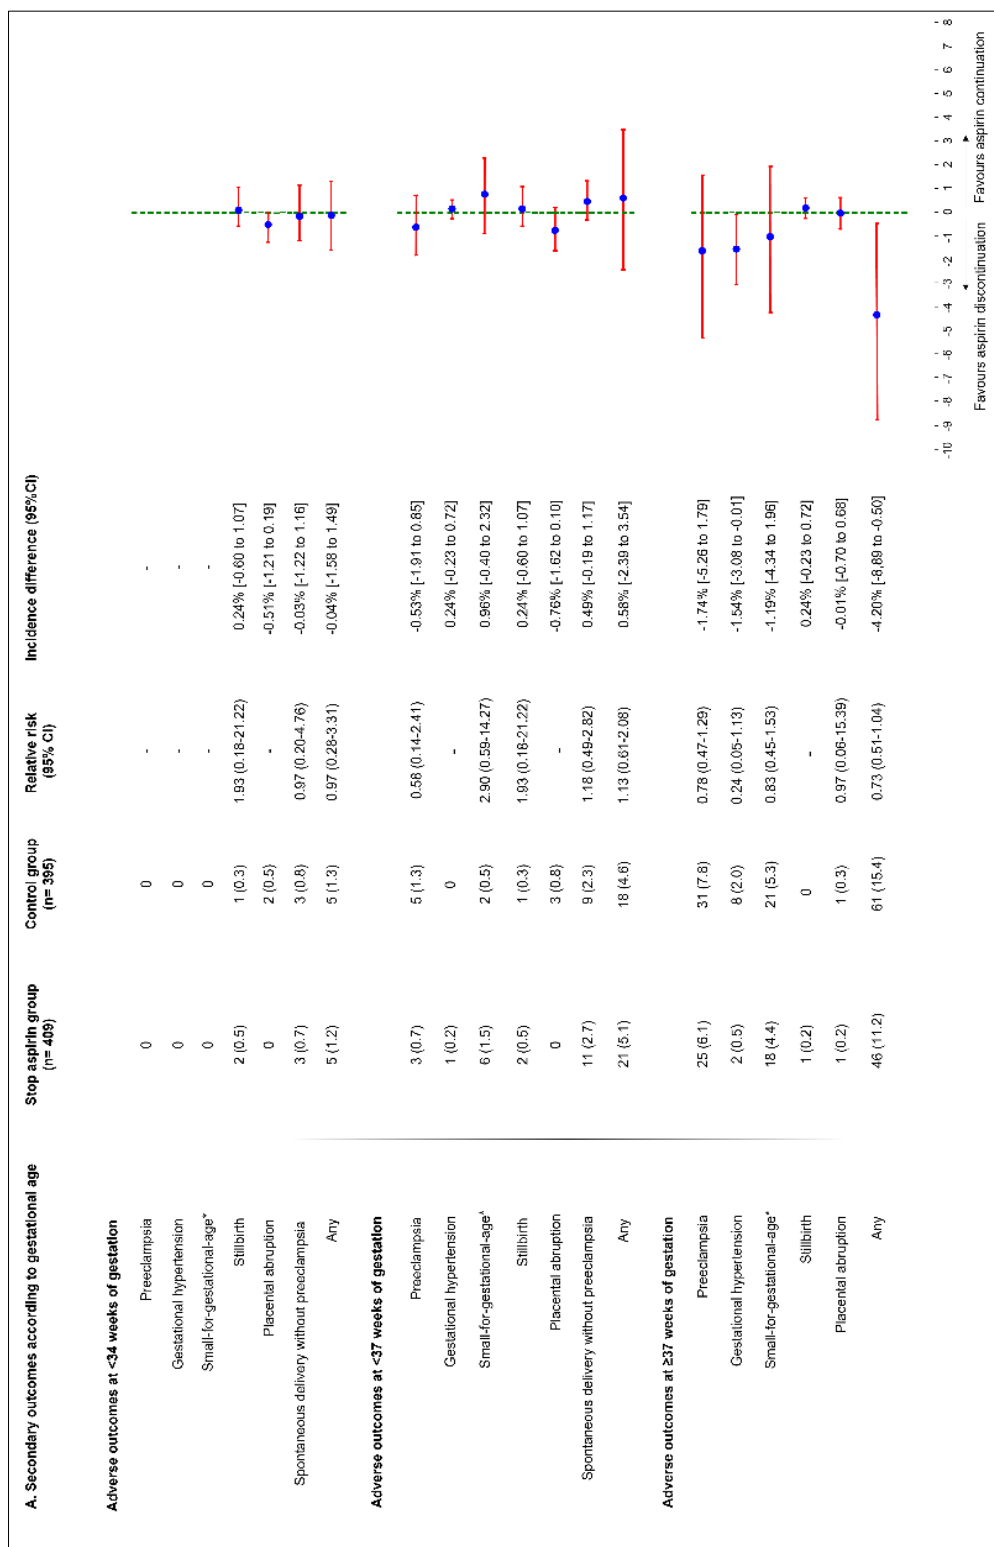 A. Secondary outcomes according to gestational age Stop aspirin group (n= 409) Control group (n= 395) Relative risk (95% CI) Incidence difference (95%CI)
Adverse outcomes at <34 weeks of gestation
Preeclampsia 0 0 - -
Gestational hypertension 0 0 - -
Small-for-gestational-age* 0 0 - -
Stillbirth 2 (0.5) 1 (0.3) 1.93 (0.18-21.22) 0.24% [-0.60 to 1.07]
Placental abruption 0 2 (0.5) - -0.51% [-1.21 to 0.19]
Spontaneous delivery without preeclampsia 3 (0.7) 3 (0.8) 0.97 (0.20-4.76) -0.03% [-1.22 to 1.16]
Any 5 (1.2) 5 (1.3) 0.97 (0.28-3.31) -0.04% [-1.58 to 1.49]
Adverse outcomes at <37 weeks of gestation
Preeclampsia 3 (0.7) 5 (1.3) 0.58 (0.14-2.41) -0.53% [-1.91 to 0.85]
Gestational hypertension 1 (0.2) 0 - 0.24% [-0.23 to 0.72]
Small-for-gestational-age* 6 (1.5) 2 (0.5) 2.90 (0.59-14.27) 0.96% [-0.40 to 2.32]
Stillbirth 2 (0.5) 1 (0.3) 1.93 (0.18-21.22) 0.24% [-0.60 to 1.07]
Placental abruption 0 3 (0.8) - -0.76% [-1.62 to 0.10]
Spontaneous delivery without preeclampsia 11 (2.7) 9 (2.3) 1.18 (0.49-2.82) 0.49% [-0.19 to 1.17]
Any 21 (5.1) 18 (4.6) 1.13 (0.61-2.08) 0.58% [-2.39 to 3.54]
Adverse outcomes at ≥37 weeks of gestation
Preeclampsia 25 (6.1) 31 (7.8) 0.78 (0.47-1.29) -1.74% [-5.26 to 1.79]
Gestational hypertension 2 (0.5) 8 (2.0) 0.24 (0.05-1.13) -1.54% [-3.08 to -0.01]
Small-for-gestational-age* 18 (4.4) 21 (5.3) 0.83 (0.45-1.53) -1.19% [-4.34 to 1.96]
Stillbirth 1 (0.2) 0 - 0.24% [-0.23 to 0.72]
Placental abruption 1 (0.2) 1 (0.3) 0.97 (0.06-15.39) -0.01% [-0.70 to 0.68]
Any 46 (11.2) 61 (15.4) 0.73 (0.51-1.04) -4.20% [-8,89 to -0.50]
-10 -9 -8 -7 -6 -5 -4 -3 -2 -1 0 1 2 3 4 5 6 7 8
Favours aspirin discontinuation Favours aspirin continuation